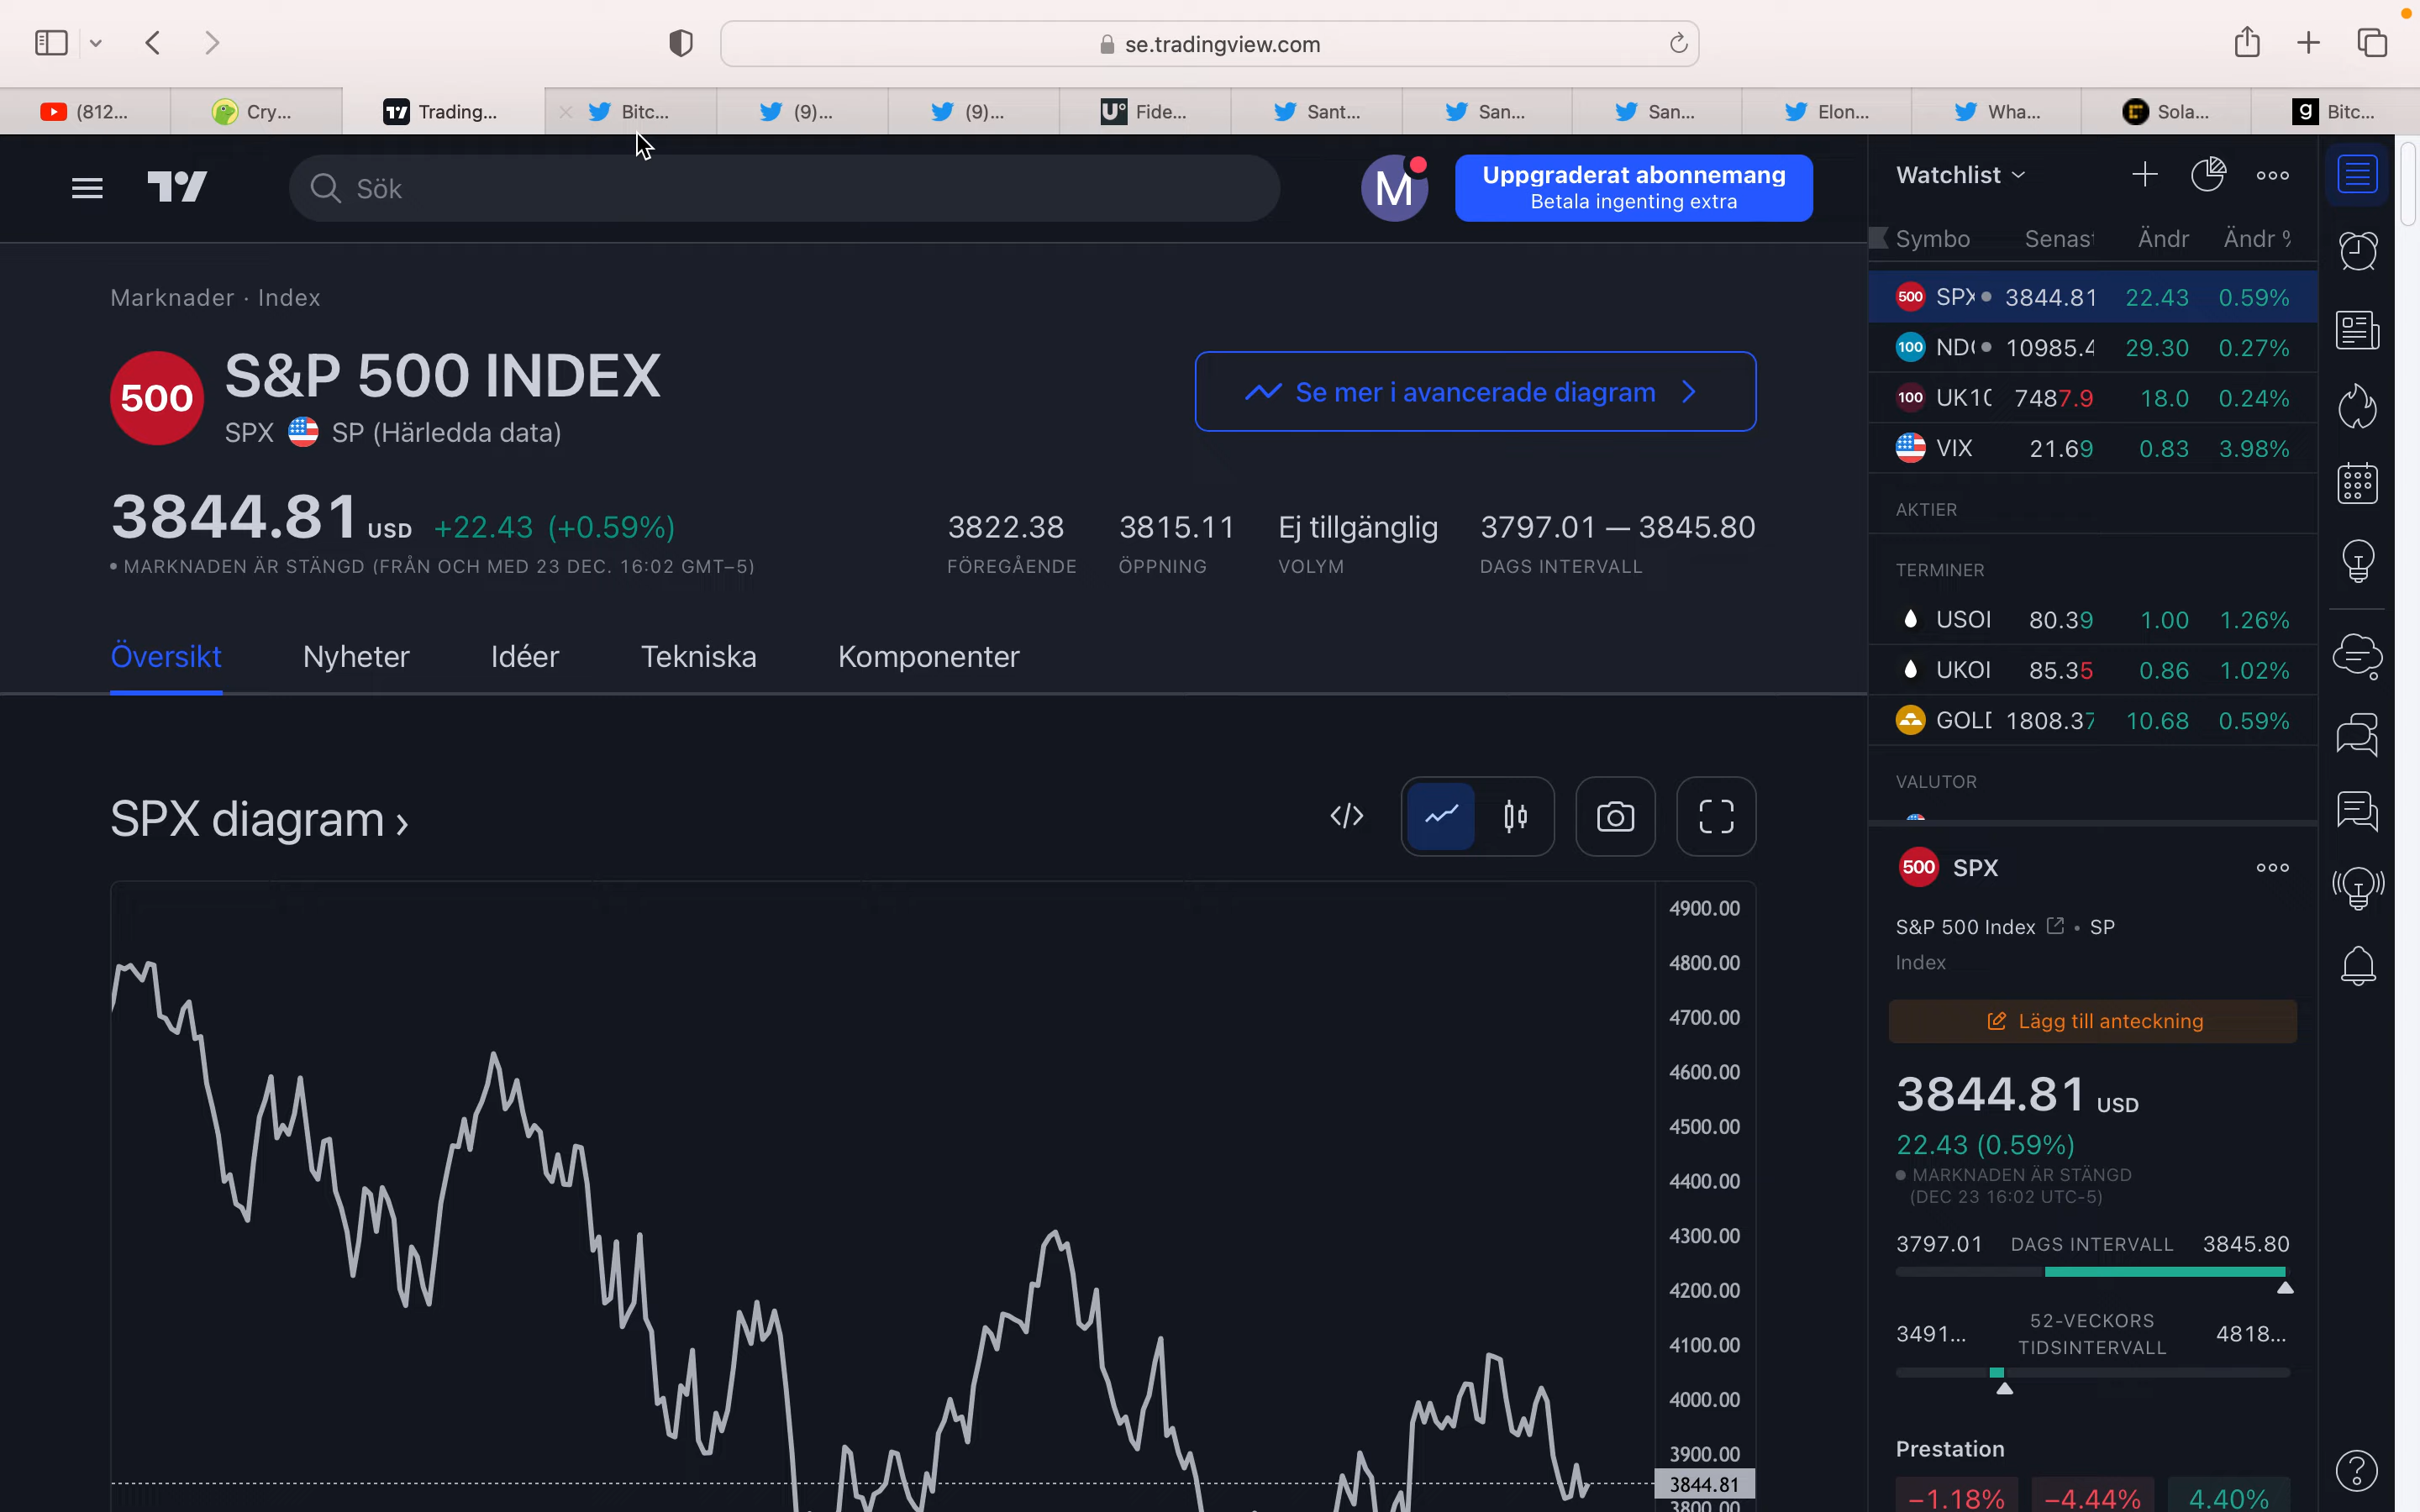 se.tradingview.com
(812...
Cry...
Trading...
Bitc...
(9)...
(9)...
Fide...
Sant...
San...
San...
Elon...
Wha...
Sola...
Bitc...
Sök
M
Uppgraderat abonnemang
Betala ingenting extra
Marknader · Index
500
S&P 500 INDEX
SPX SP (Härledda data)
Se mer i avancerade diagram
3844.81 USD +22.43 (+0.59%)
• MARKNADEN ÄR STÄNGD (FRÅN OCH MED 23 DEC. 16:02 GMT−5)
3822.38
FÖREGÅENDE
3815.11
ÖPPNING
Ej tillgänglig
VOLYM
3797.01 — 3845.80
DAGS INTERVALL
Översikt Nyheter Idéer Tekniska Komponenter
SPX diagram ›
4900.00
4800.00
4700.00
4600.00
4500.00
4400.00
4300.00
4200.00
4100.00
4000.00
3900.00
3844.81
3800.00
Watchlist
Symbo Senas Ändr Ändr %
500 SPX 3844.81 22.43 0.59%
100 ND 10985.4 29.30 0.27%
100 UK10 7487.9 18.0 0.24%
VIX 21.69 0.83 3.98%
AKTIER
TERMINER
USOI 80.39 1.00 1.26%
UKOI 85.35 0.86 1.02%
GOLD 1808.37 10.68 0.59%
VALUTOR
500 SPX
S&P 500 Index • SP
Index
Lägg till anteckning
3844.81 USD
22.43 (0.59%)
MARKNADEN ÄR STÄNGD
(DEC 23 16:02 UTC-5)
3797.01 DAGS INTERVALL 3845.80
3491... 52-VECKORS TIDSINTERVALL 4818...
Prestation
−1.18% −4.44% 4.40%